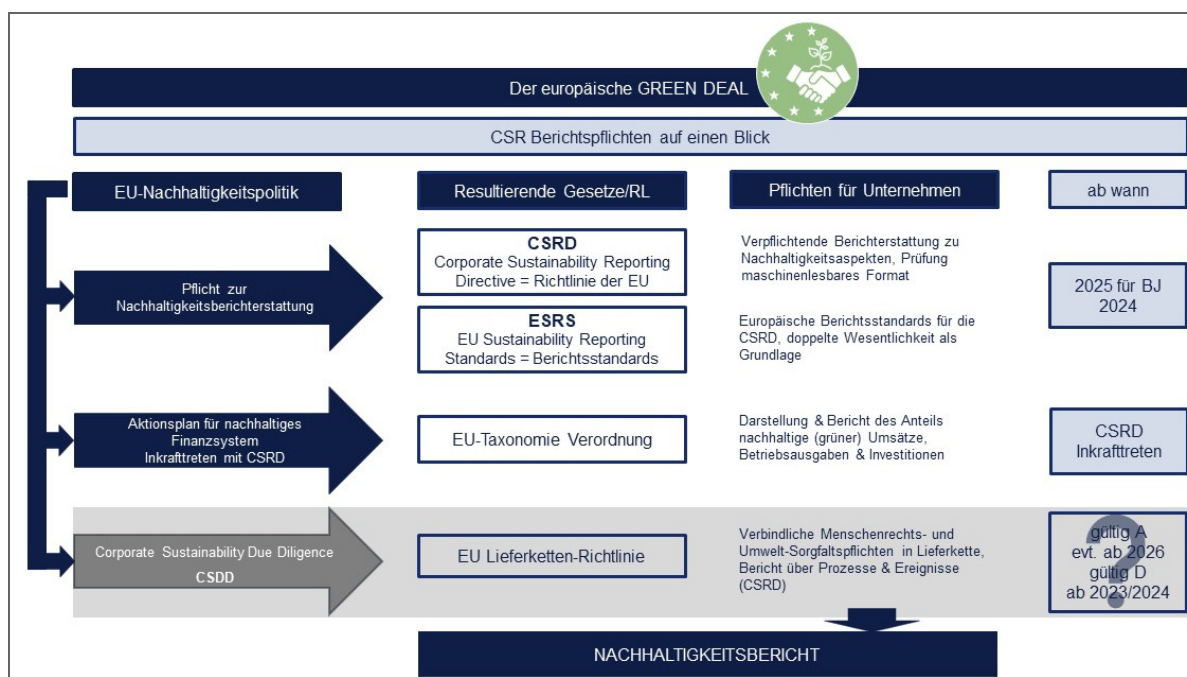 Der europäische GREEN DEAL
CSR Berichtspflichten auf einen Blick
EU-Nachhaltigkeitspolitik
Resultierende Gesetze/RL
Pflichten für Unternehmen
ab wann
Pflicht zur
Nachhaltigkeitsberichterstattung
CSRD
Corporate Sustainability Reporting
Directive = Richtlinie der EU
Verpflichtende Berichterstattung zu
Nachhaltigkeitsaspekten, Prüfung
maschinenlesbares Format
2025 für BJ
2024
ESRS
EU Sustainability Reporting
Standards = Berichtsstandards
Europäische Berichtsstandards für die
CSRD, doppelte Wesentlichkeit als
Grundlage
Aktionsplan für nachhaltiges
Finanzsystem
Inkrafttreten mit CSRD
EU-Taxonomie Verordnung
Darstellung & Bericht des Anteils
nachhaltige (grüner) Umsätze,
Betriebsausgaben & Investitionen
CSRD
Inkrafttreten
Corporate Sustainability Due Diligence
CSDD
EU Lieferketten-Richtlinie
Verbindliche Menschenrechts- und
Umwelt-Sorgfaltspflichten in Lieferkette,
Bericht über Prozesse & Ereignisse
(CSRD)
?
gültig A
evt. ab 2026
gültig D
ab 2023/2024
NACHHALTIGKEITSBERICHT